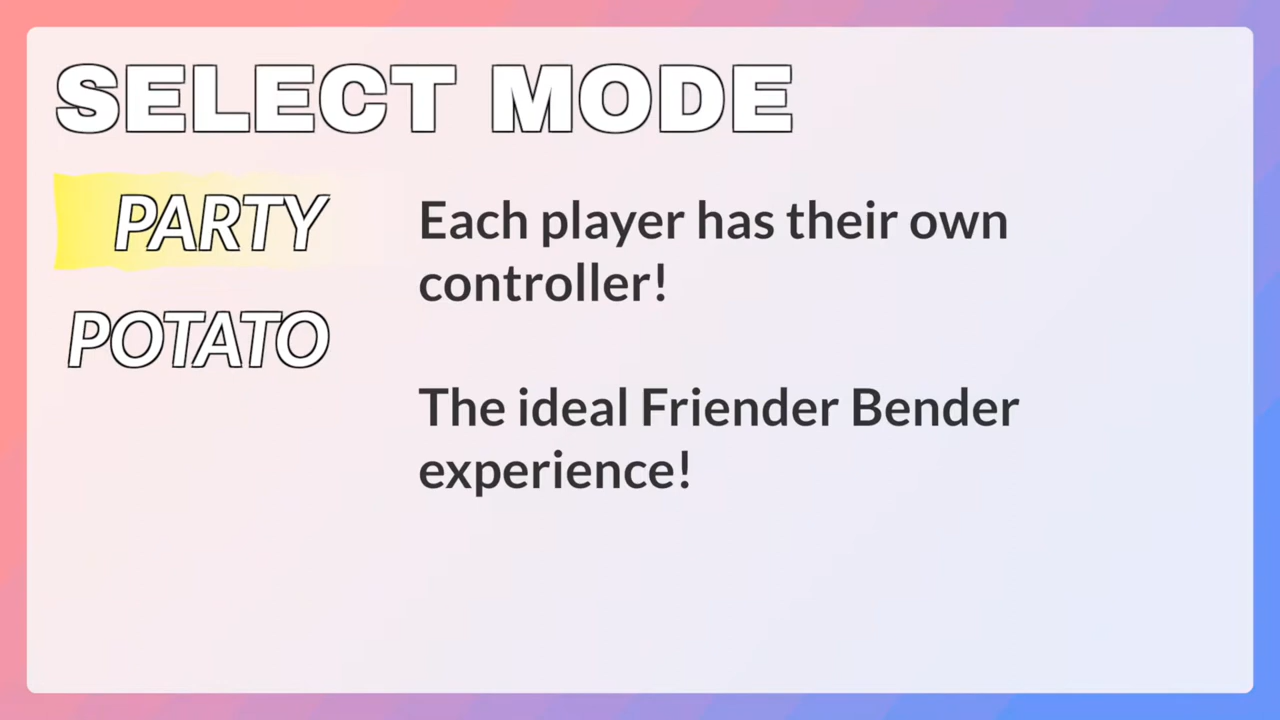 SELECT MODE
PARTY
POTATO
Each player has their own
controller!
The ideal Friender Bender
experience!